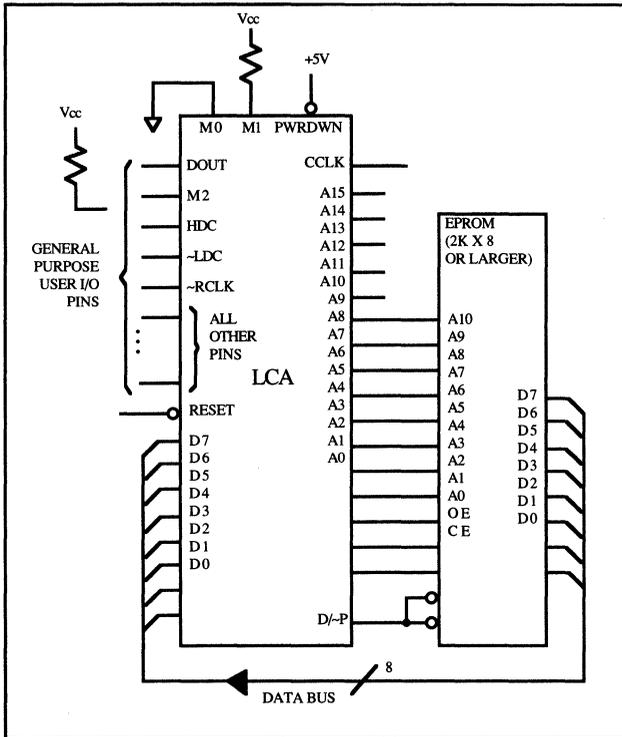 Vcc
+5V
Vcc
M0 M1 PWRDWN
DOUT
M2
HDC
~LDC
~RCLK
GENERAL
PURPOSE
USER I/O
PINS
ALL
OTHER
PINS
LCA
RESET
D7
D6
D5
D4
D3
D2
D1
D0
CCLK
A15
A14
A13
A12
A11
A10
A9
A8
A7
A6
A5
A4
A3
A2
A1
A0
D/~P
EPROM
(2K X 8
OR LARGER)
A10
A9
A8
A7
A6
A5
A4
A3
A2
A1
A0
OE
CE
D7
D6
D5
D4
D3
D2
D1
D0
8
DATA BUS